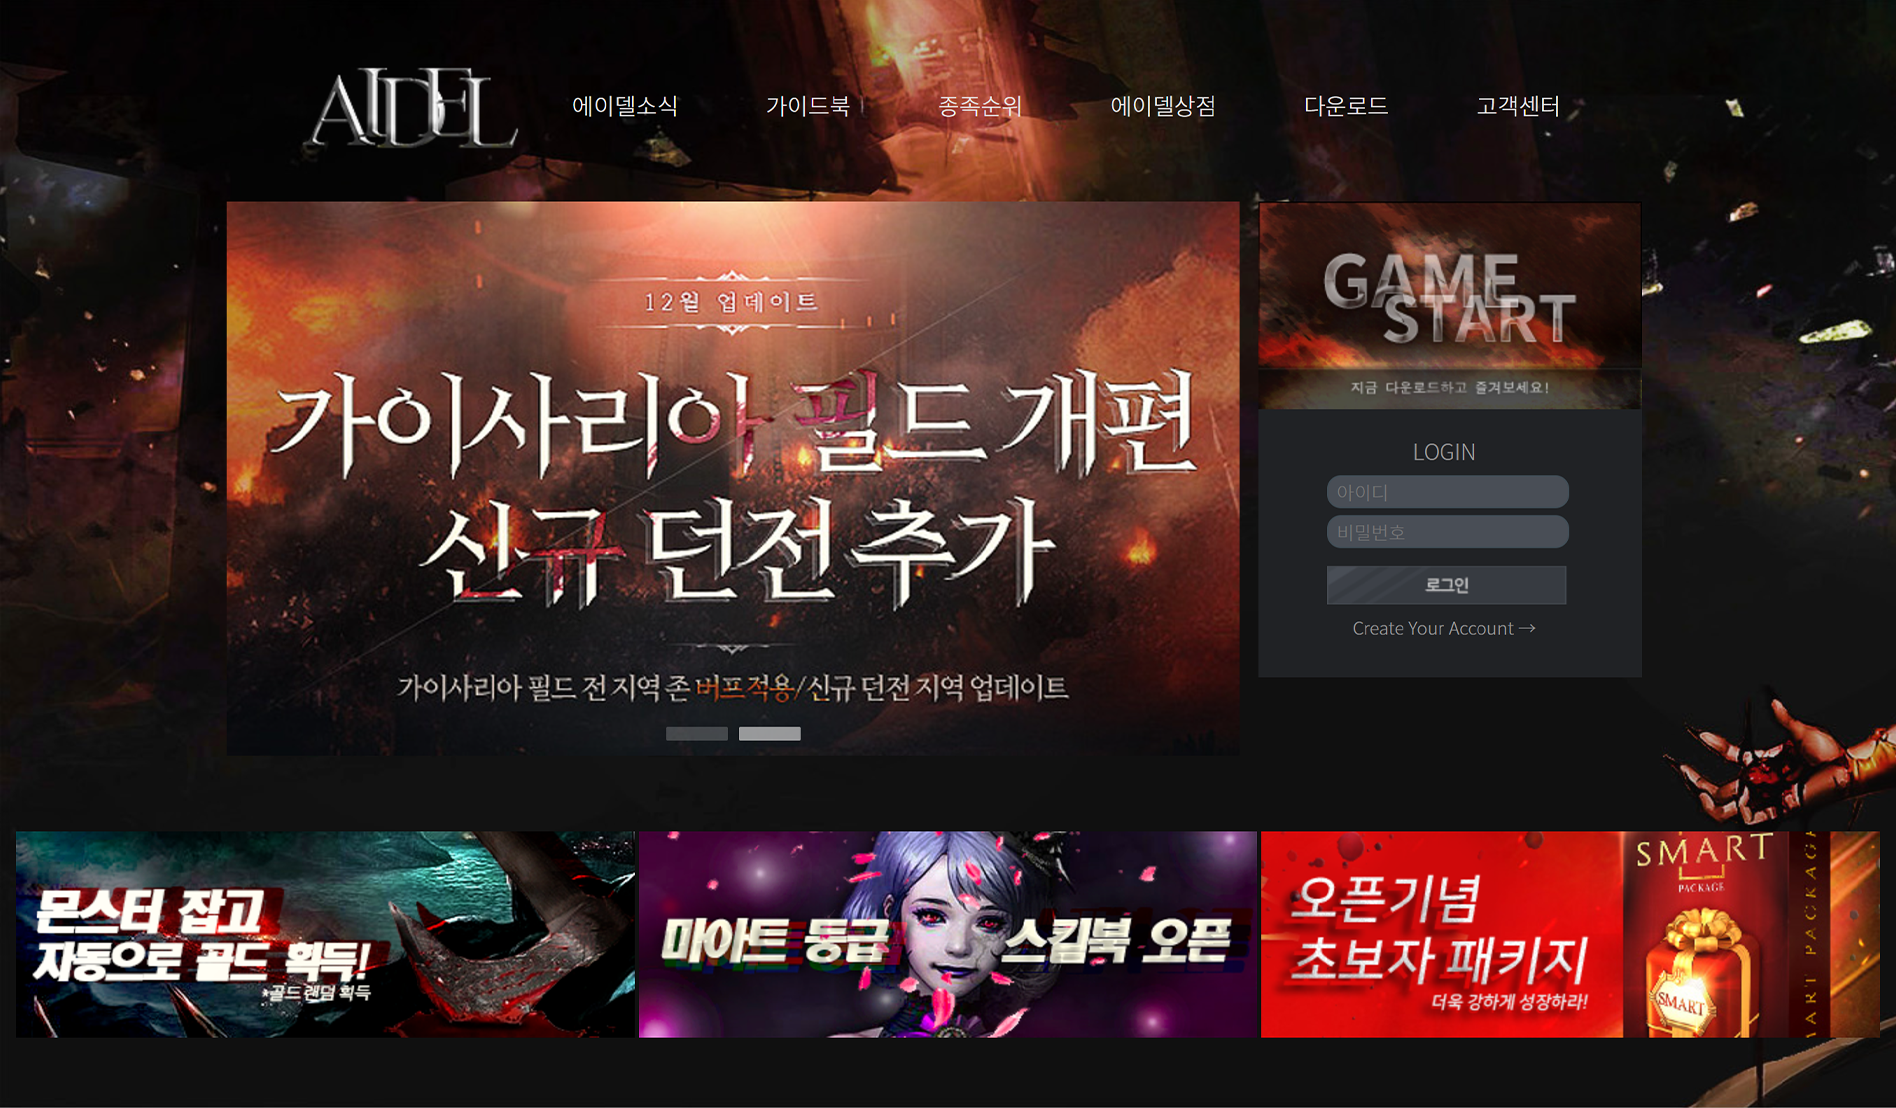 AIDEL
에이델소식 가이드북 종족순위 에이델상점 다운로드 고객센터
12월 업데이트
가이사리아 필드 개편
신규 던전 추가
가이사리아 필드 전 지역 존 버프적용/신규 던전 지역 업데이트
GAME
START
지금 다운로드하고 즐겨보세요!
LOGIN
아이디
비밀번호
로그인
Create Your Account →
몬스터 잡고
자동으로 골드 획득!
*골드 랜덤 획득
마아트 등급 스킬북 오픈
오픈기념
초보자 패키지
더욱 강하게 성장하라!
SMART
PACKAGE
SMART
SMART PACKAGE